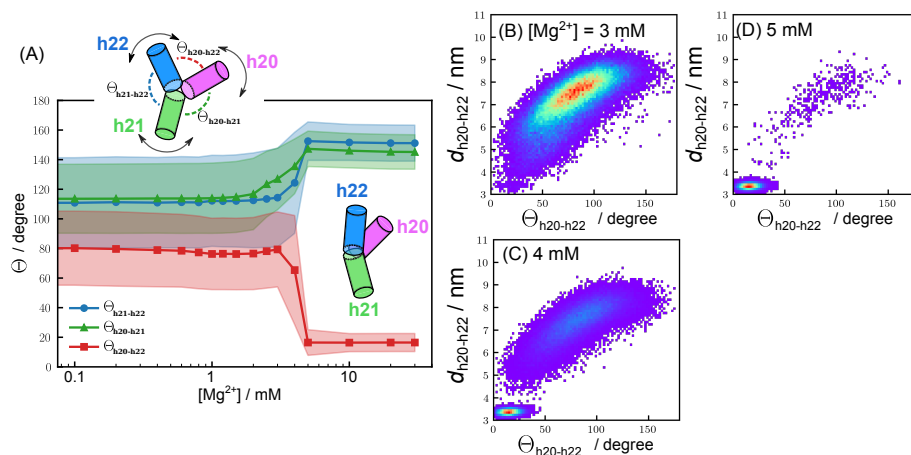 (A)
h22
Θh20-h22
h20
Θh21-h22
Θh20-h21
h21
Θ / degree
180
160
140
120
100
80
60
40
20
0
h22
h20
h21
Θh21-h22
Θh20-h21
Θh20-h22
0.1
1
10
[Mg2+] / mM
(B) [Mg2+] = 3 mM
dh20-h22 / nm
11
10
9
8
7
6
5
4
3
0
50
100
150
Θh20-h22 / degree
(D) 5 mM
dh20-h22 / nm
11
10
9
8
7
6
5
4
3
0
50
100
150
Θh20-h22 / degree
(C) 4 mM
dh20-h22 / nm
11
10
9
8
7
6
5
4
3
0
50
100
150
Θh20-h22 / degree